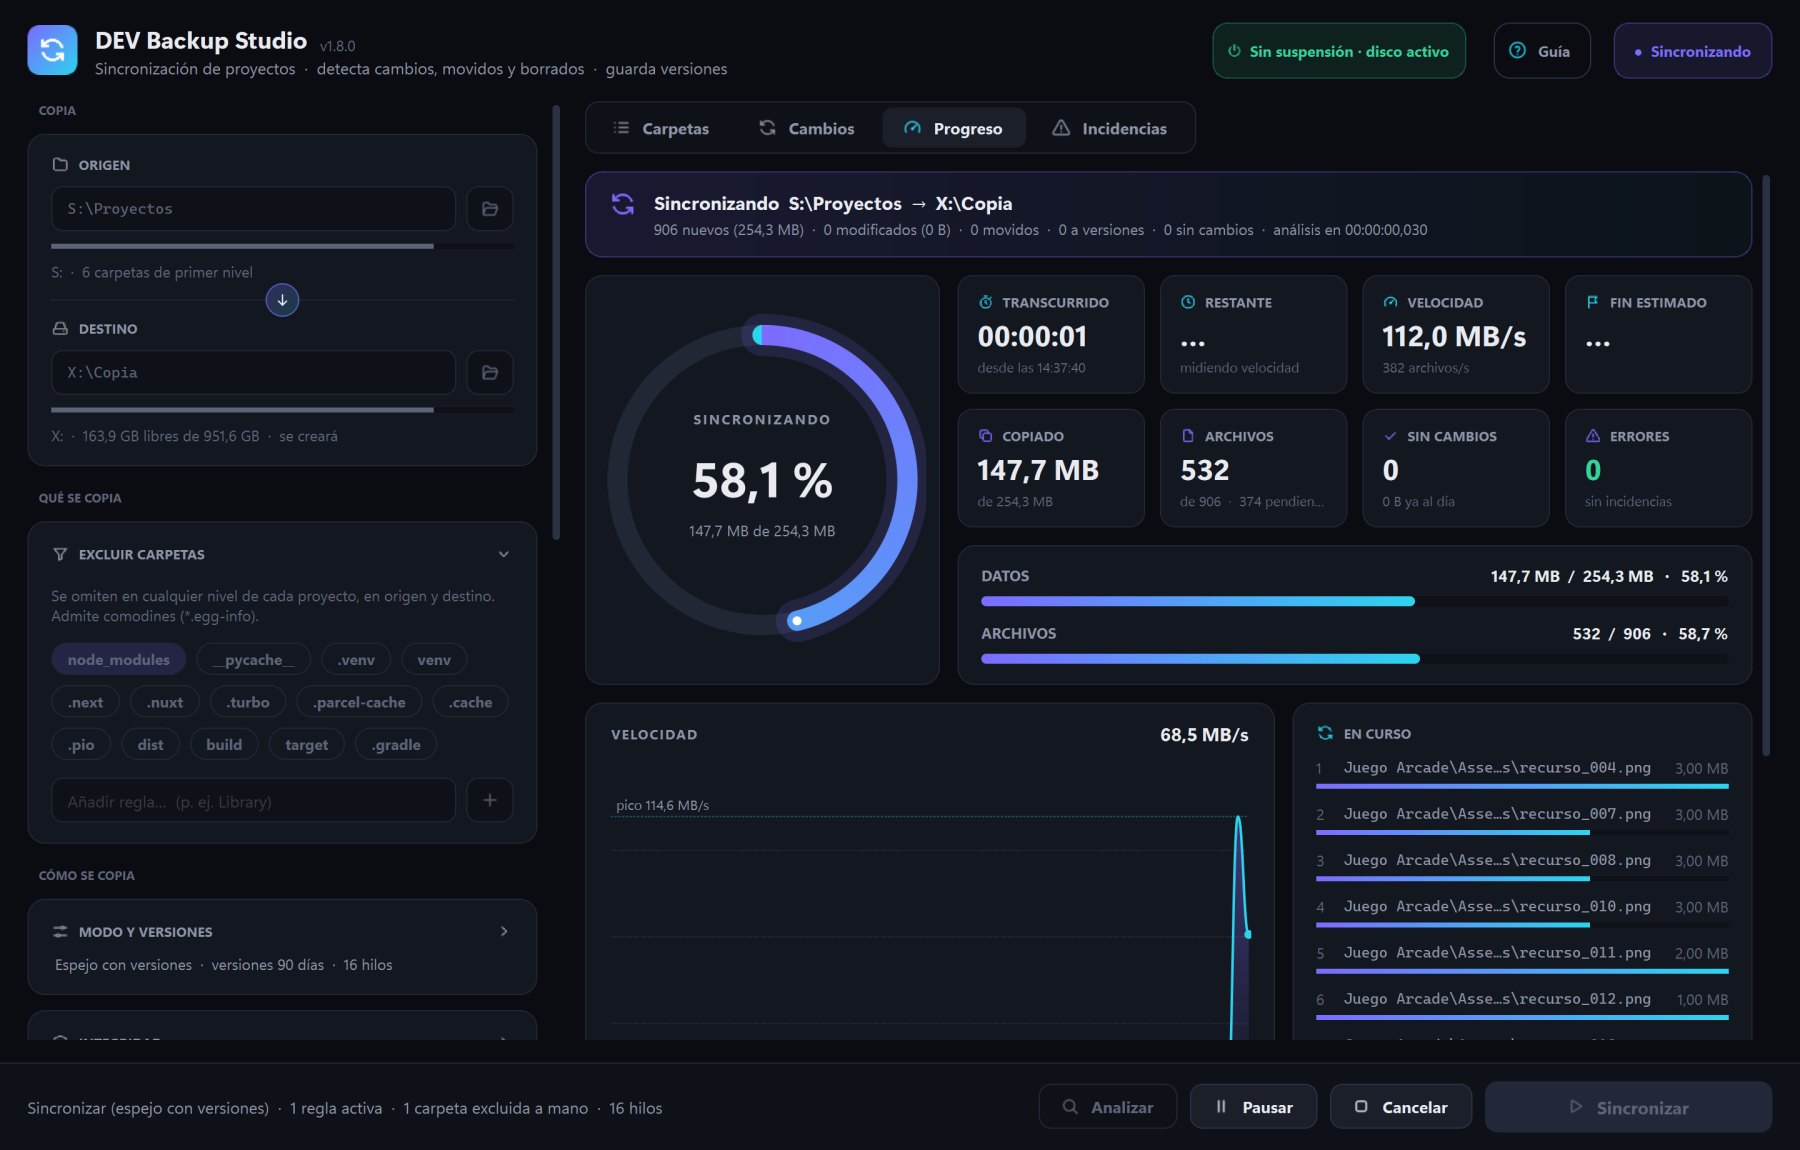 DEV Backup Studio v1.8.0
Sincronización de proyectos · detecta cambios, movidos y borrados · guarda versiones
Sin suspensión · disco activo
Guía
Sincronizando
COPIA
ORIGEN
S:\Proyectos
S: · 6 carpetas de primer nivel
DESTINO
X:\Copia
X: · 163,9 GB libres de 951,6 GB · se creará
QUÉ SE COPIA
EXCLUIR CARPETAS
Se omiten en cualquier nivel de cada proyecto, en origen y destino.
Admite comodines (*.egg-info).
node_modules __pycache__ .venv venv
.next .nuxt .turbo .parcel-cache .cache
.pio dist build target .gradle
Añadir regla... (p. ej. Library)
CÓMO SE COPIA
MODO Y VERSIONES
Espejo con versiones · versiones 90 días · 16 hilos
Carpetas Cambios Progreso Incidencias
Sincronizando S:\Proyectos → X:\Copia
906 nuevos (254,3 MB) · 0 modificados (0 B) · 0 movidos · 0 a versiones · 0 sin cambios · análisis en 00:00:00,030
SINCRONIZANDO
58,1 %
147,7 MB de 254,3 MB
TRANSCURRIDO
00:00:01
desde las 14:37:40
RESTANTE
...
midiendo velocidad
VELOCIDAD
112,0 MB/s
382 archivos/s
FIN ESTIMADO
...
COPIADO
147,7 MB
de 254,3 MB
ARCHIVOS
532
de 906 · 374 pendien...
SIN CAMBIOS
0
0 B ya al día
ERRORES
0
sin incidencias
DATOS 147,7 MB / 254,3 MB · 58,1 %
ARCHIVOS 532 / 906 · 58,7 %
VELOCIDAD 68,5 MB/s
pico 114,6 MB/s
EN CURSO
1 Juego Arcade\Asse…s\recurso_004.png 3,00 MB
2 Juego Arcade\Asse…s\recurso_007.png 3,00 MB
3 Juego Arcade\Asse…s\recurso_008.png 3,00 MB
4 Juego Arcade\Asse…s\recurso_010.png 3,00 MB
5 Juego Arcade\Asse…s\recurso_011.png 2,00 MB
6 Juego Arcade\Asse…s\recurso_012.png 1,00 MB
Sincronizar (espejo con versiones) · 1 regla activa · 1 carpeta excluida a mano · 16 hilos
Analizar
Pausar
Cancelar
Sincronizar